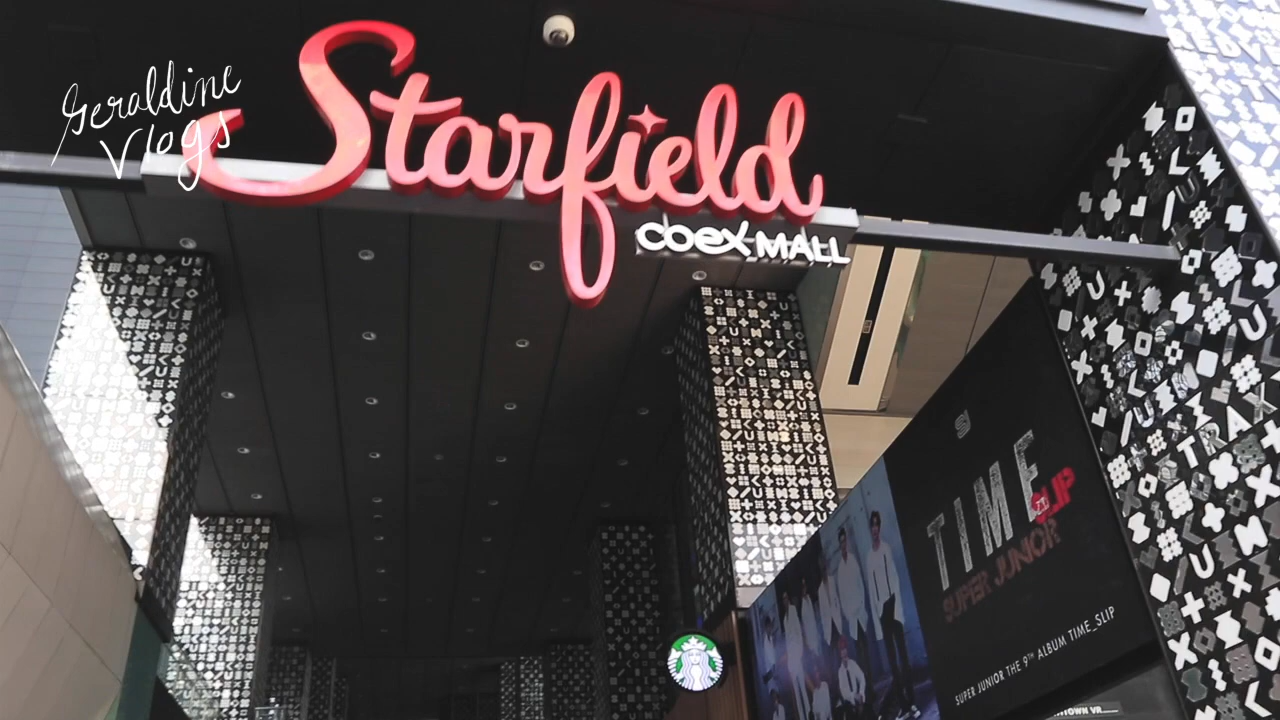 Geraldine
Vlogs
Starfield
coex MALL
TIME
SLIP
SUPER JUNIOR
SUPER JUNIOR THE 9TH ALBUM TIME_SLIP